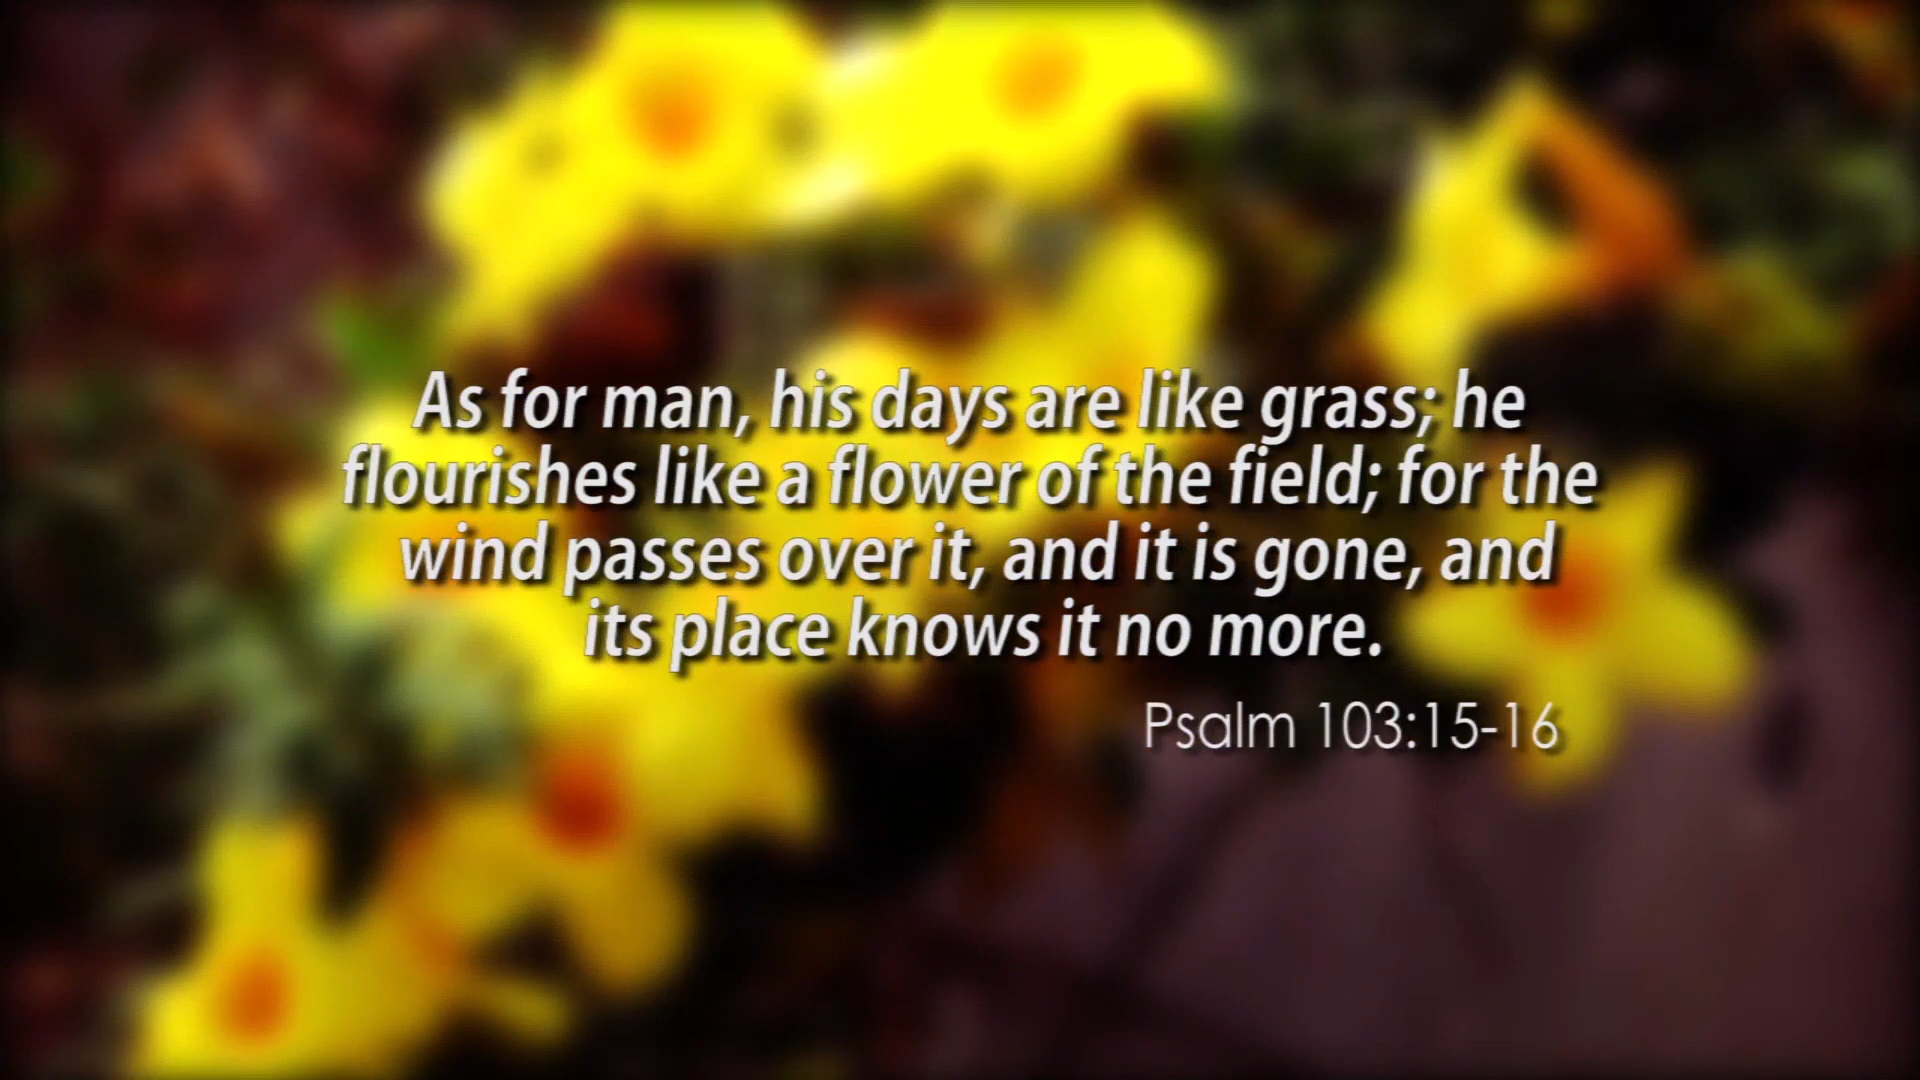 As for man, his days are like grass; he
flourishes like a flower of the field; for the
wind passes over it, and it is gone, and
its place knows it no more.
Psalm 103:15-16